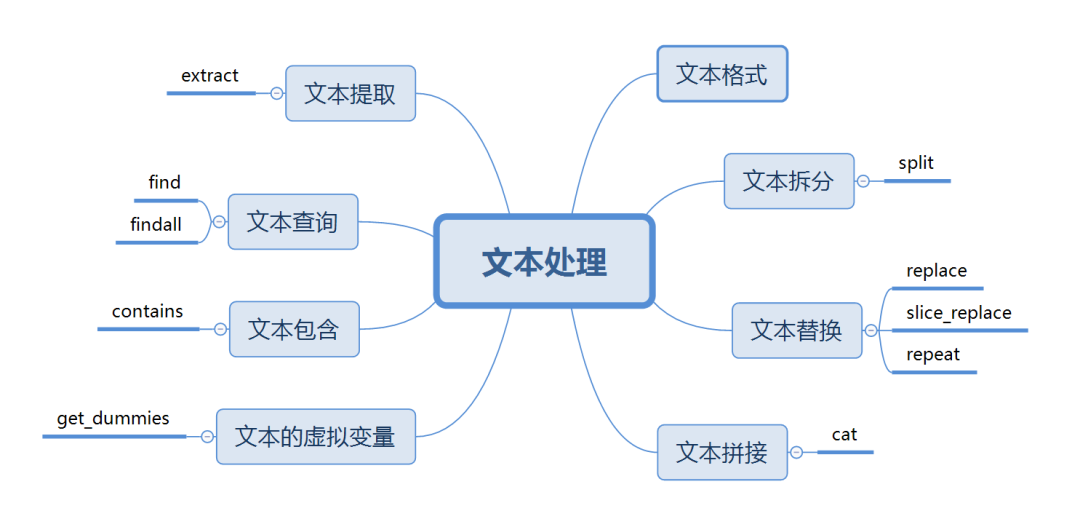 文本处理
文本格式
文本拆分
split
文本替换
replace
slice_replace
repeat
文本拼接
cat
文本提取
extract
文本查询
find
findall
文本包含
contains
文本的虚拟变量
get_dummies